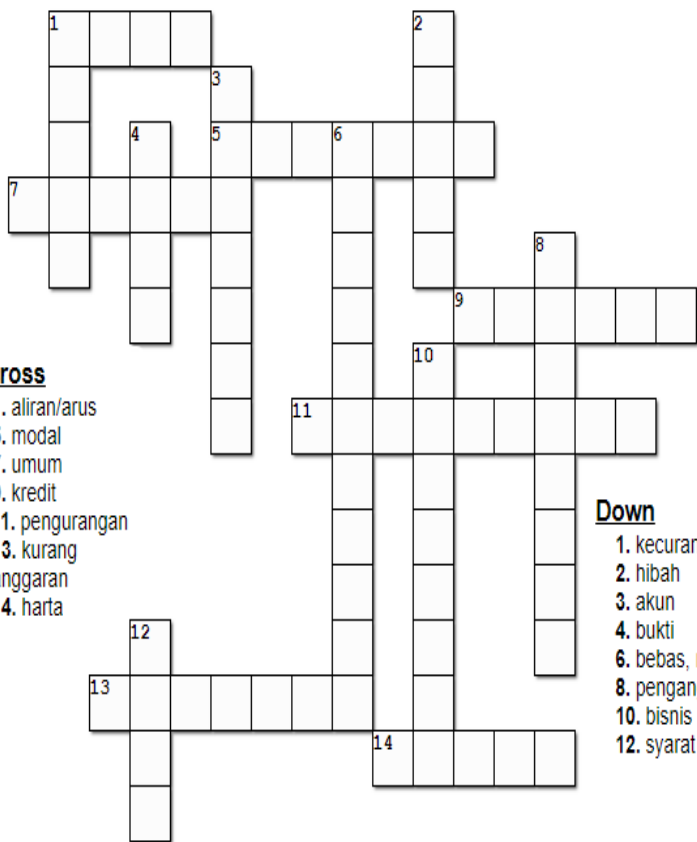 1
2
3
4
5
6
7
8
9
10
11
12
13
14
ross
. aliran/arus
. modal
. umum
. kredit
1. pengurangan
3. kurang
nggaran
4. harta
Down
1. kecuran
2. hibah
3. akun
4. bukti
6. bebas,
8. pengan
10. bisnis
12. syarat